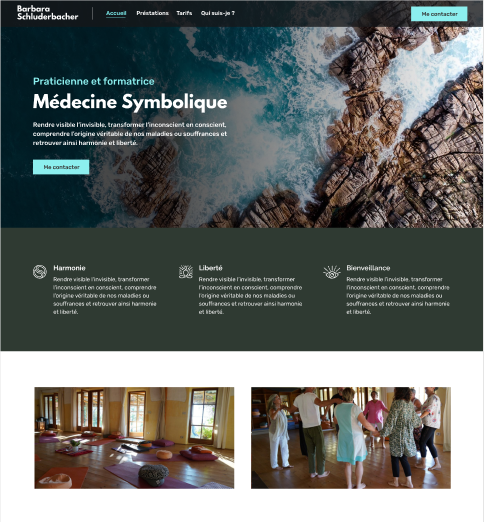 Barbara
Schluderbacher
Accueil Préstations Tarifs Qui suis-je ?
Me contacter
Praticienne et formatrice
Médecine Symbolique
Rendre visible l'invisible, transformer l'inconscient en conscient,
comprendre l'origine véritable de nos maladies ou souffrances et
retrouver ainsi harmonie et liberté.
Me contacter
Harmonie
Rendre visible l'invisible, transformer
l'inconscient en conscient, comprendre
l'origine véritable de nos maladies ou
souffrances et retrouver ainsi harmonie
et liberté.
Liberté
Rendre visible l'invisible, transformer
l'inconscient en conscient, comprendre
l'origine véritable de nos maladies ou
souffrances et retrouver ainsi harmonie
et liberté.
Bienveillance
Rendre visible l'invisible, transformer
l'inconscient en conscient, comprendre
l'origine véritable de nos maladies ou
souffrances et retrouver ainsi harmonie
et liberté.